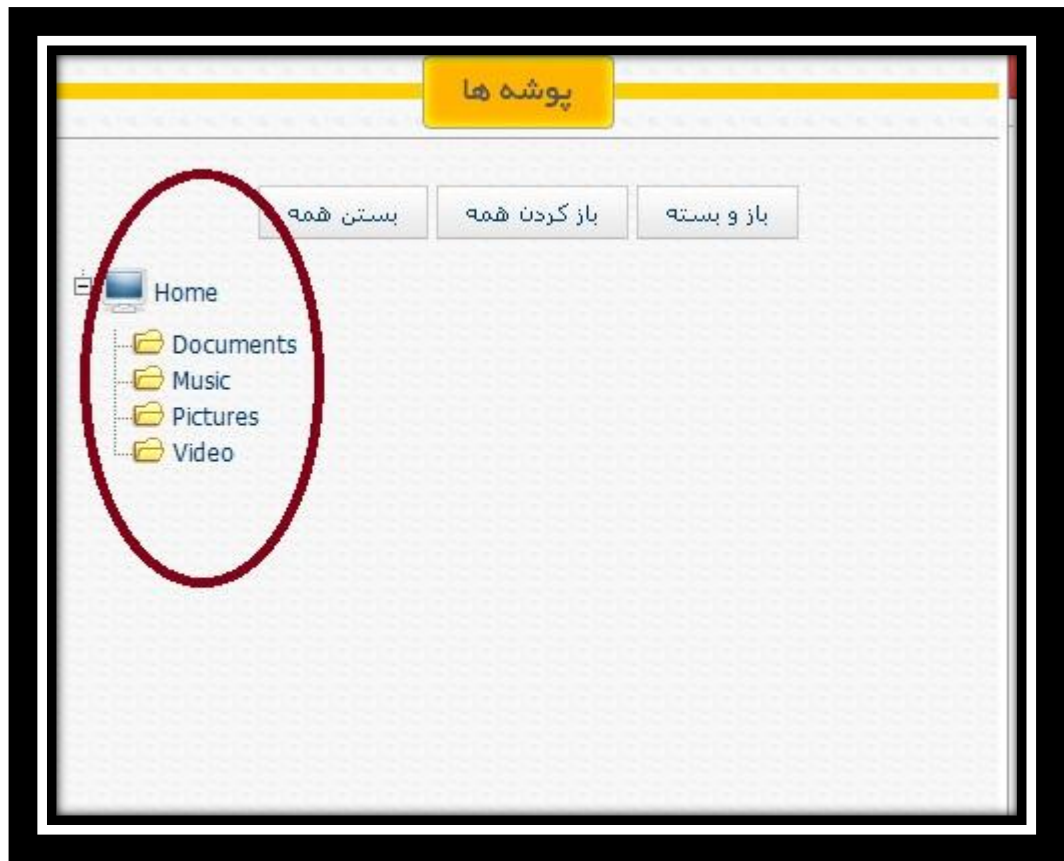 پوشه ها
باز و بسته باز کردن همه بستن همه
Home
Documents
Music
Pictures
Video